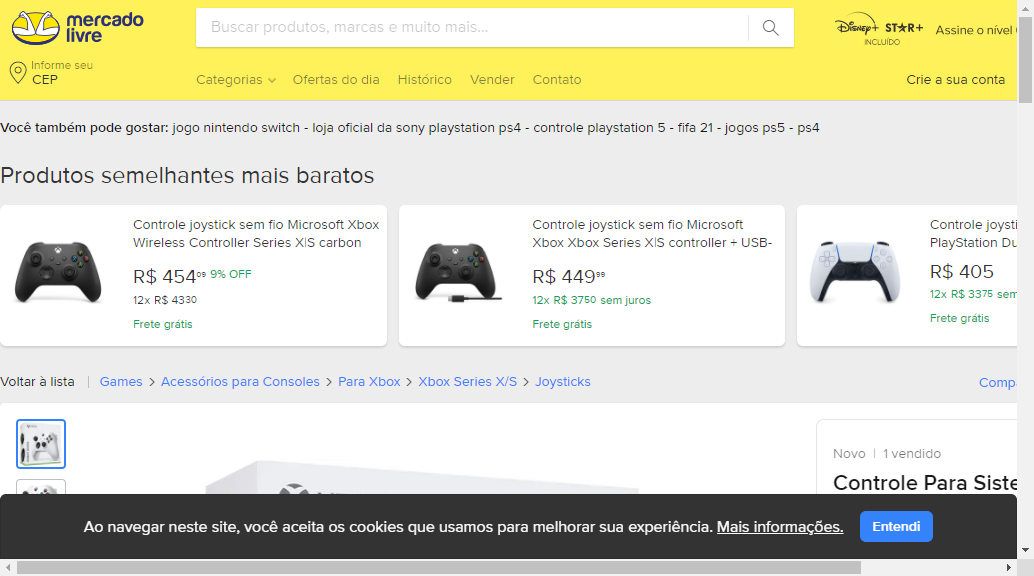 mercado
livre
Buscar produtos, marcas e muito mais...
Disney+ STAR+
INCLUÍDO
Assine o nível
Informe seu
CEP
Categorias
Ofertas do dia
Histórico
Vender
Contato
Crie a sua conta
Você também pode gostar: jogo nintendo switch - loja oficial da sony playstation ps4 - controle playstation 5 - fifa 21 - jogos ps5 - ps4
Produtos semelhantes mais baratos
Controle joystick sem fio Microsoft Xbox
Wireless Controller Series X|S carbon
R$ 454 09 9% OFF
12x R$ 43 30
Frete grátis
Controle joystick sem fio Microsoft
Xbox Xbox Series X|S controller + USB-
R$ 449 99
12x R$ 37 50 sem juros
Frete grátis
Controle joysti
PlayStation Du
R$ 405
12x R$ 33 75 sem
Frete grátis
Voltar à lista | Games > Acessórios para Consoles > Para Xbox > Xbox Series X/S > Joysticks
Compa
Novo | 1 vendido
Controle Para Siste
Ao navegar neste site, você aceita os cookies que usamos para melhorar sua experiência. Mais informações.
Entendi